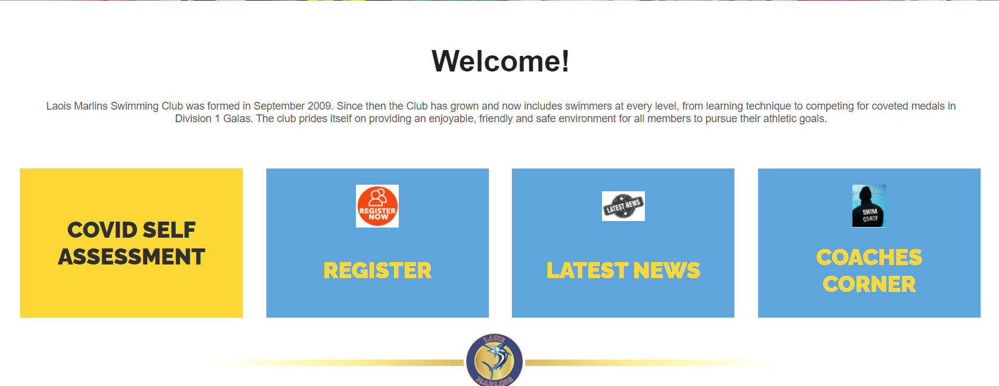 Welcome!
Laois Marlins Swimming Club was formed in September 2009. Since then the Club has grown and now includes swimmers at every level, from learning technique to competing for coveted medals in
Division 1 Galas. The club prides itself on providing an enjoyable, friendly and safe environment for all members to pursue their athletic goals.
COVID SELF
ASSESSMENT
REGISTER
NOW
REGISTER
LATEST NEWS
LATEST NEWS
SWIM
COACH
COACHES
CORNER
LAOIS
MARLINS